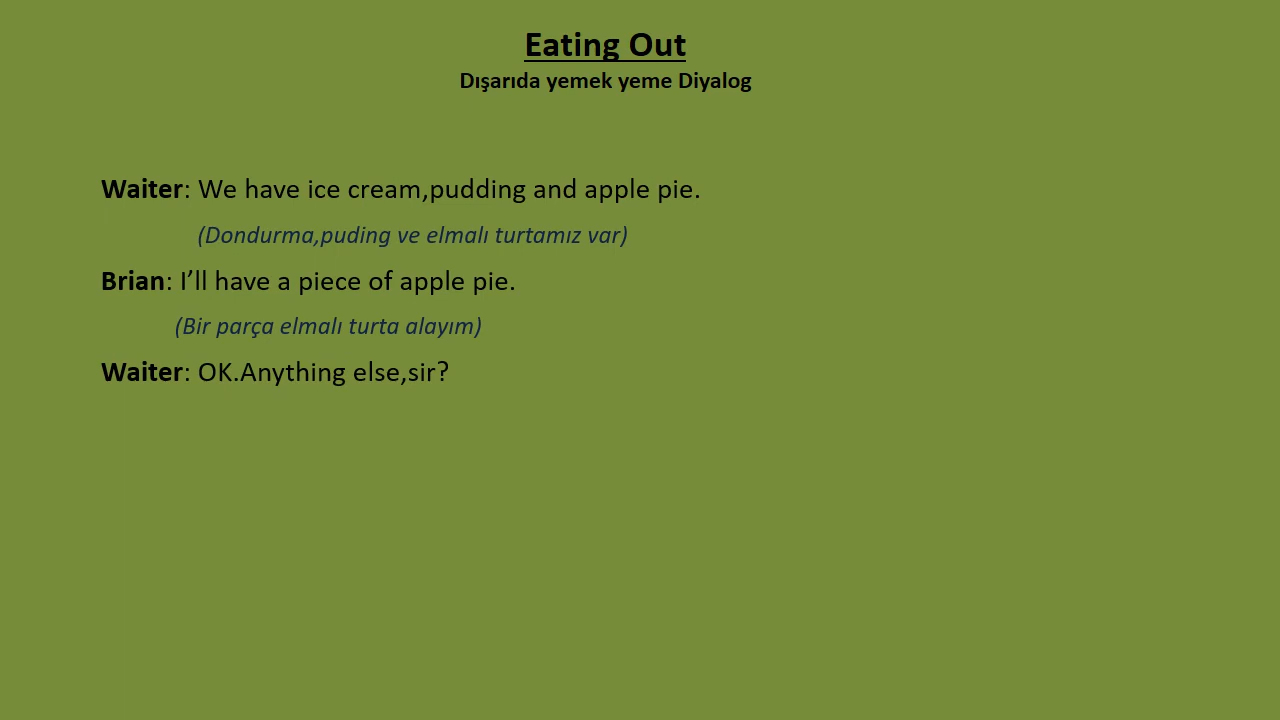 Eating Out
Dışarıda yemek yeme Diyalog
Waiter: We have ice cream,pudding and apple pie.
(Dondurma,puding ve elmalı turtamız var)
Brian: I’ll have a piece of apple pie.
(Bir parça elmalı turta alayım)
Waiter: OK.Anything else,sir?